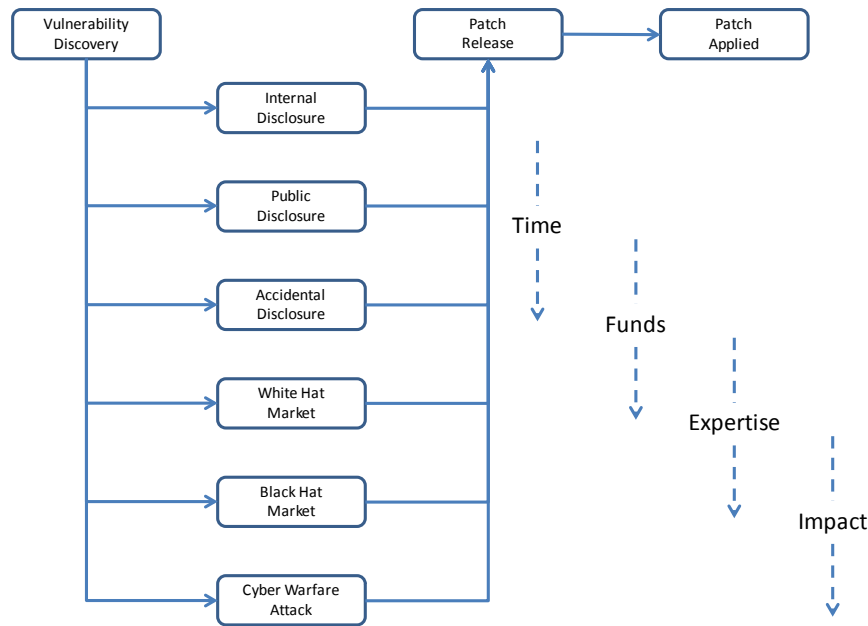 Vulnerability
Discovery
Patch
Release
Patch
Applied
Internal
Disclosure
Public
Disclosure
Time
Accidental
Disclosure
Funds
White Hat
Market
Expertise
Black Hat
Market
Impact
Cyber Warfare
Attack